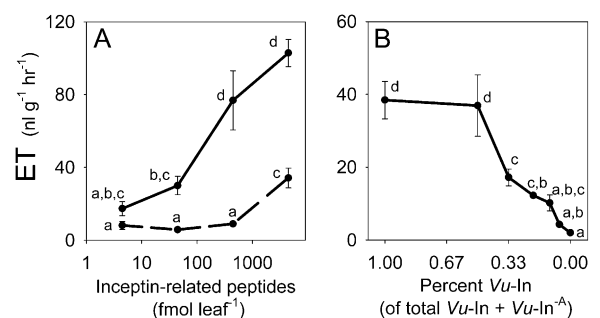 A
B
ET (nl g⁻¹ hr⁻¹)
120
80
40
0
a,b,c
b,c
d
d
a
a
a
c
1 10 100 1000
Inceptin-related peptides
(fmol leaf⁻¹)
60
40
20
0
d
d
c
c,b
a,b,c
a,b
a
1.00 0.67 0.33 0.00
Percent Vu-In
(of total Vu-In + Vu-In⁻ᴬ)